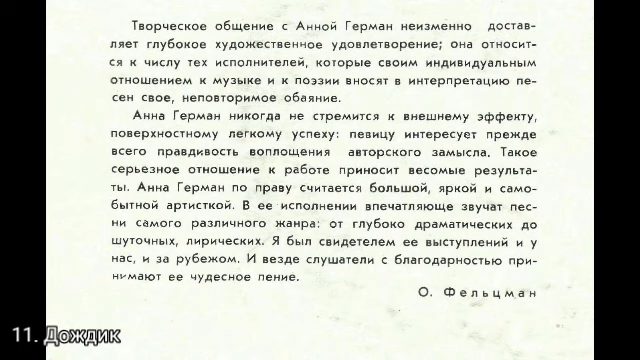 Творческое общение с Анной Герман неизменно достав-
ляет глубокое художественное удовлетворение; она относит-
ся к числу тех исполнителей, которые своим индивидуальным
отношением к музыке и к поэзии вносят в интерпретацию пе-
сен свое, неповторимое обаяние.
Анна Герман никогда не стремится к внешнему эффекту,
поверхностному легкому успеху: певицу интересует прежде
всего правдивость воплощения авторского замысла. Такое
серьезное отношение к работе приносит весомые результа-
ты. Анна Герман по праву считается большой, яркой и само-
бытной артисткой. В ее исполнении впечатляюще звучат пес-
ни самого различного жанра: от глубоко драматических до
шуточных, лирических. Я был свидетелем ее выступлений и у
нас, и за рубежом. И везде слушатели с благодарностью при-
нимают ее чудесное пение.
О. Фельцман
11. Дождик